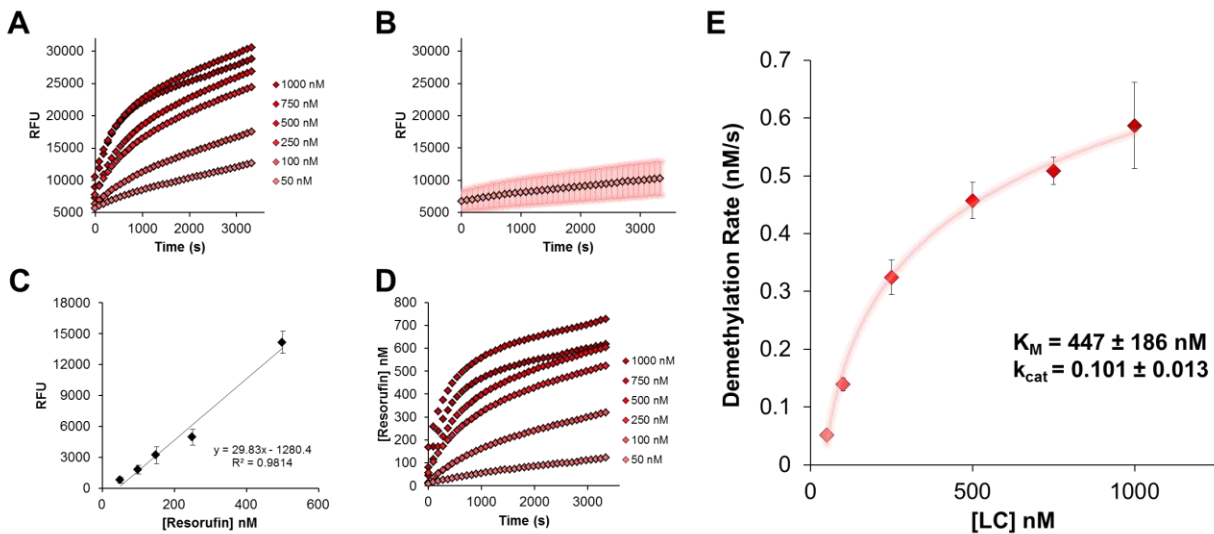 A
RFU
30000
25000
20000
15000
10000
5000
0 1000 2000 3000
Time (s)
1000 nM
750 nM
500 nM
250 nM
100 nM
50 nM
B
RFU
30000
25000
20000
15000
10000
5000
0 1000 2000 3000
Time (s)
C
RFU
18000
15000
12000
9000
6000
3000
0
0 200 400 600
[Resorufin] nM
y = 29.83x - 1280.4
R² = 0.9814
D
[Resorufin] nM
800
700
600
500
400
300
200
100
0
0 1000 2000 3000
Time (s)
1000 nM
750 nM
500 nM
250 nM
100 nM
50 nM
E
Demethylation Rate (nM/s)
0.7
0.6
0.5
0.4
0.3
0.2
0.1
0
0 500 1000
[LC] nM
K_M = 447 ± 186 nM
k_cat = 0.101 ± 0.013